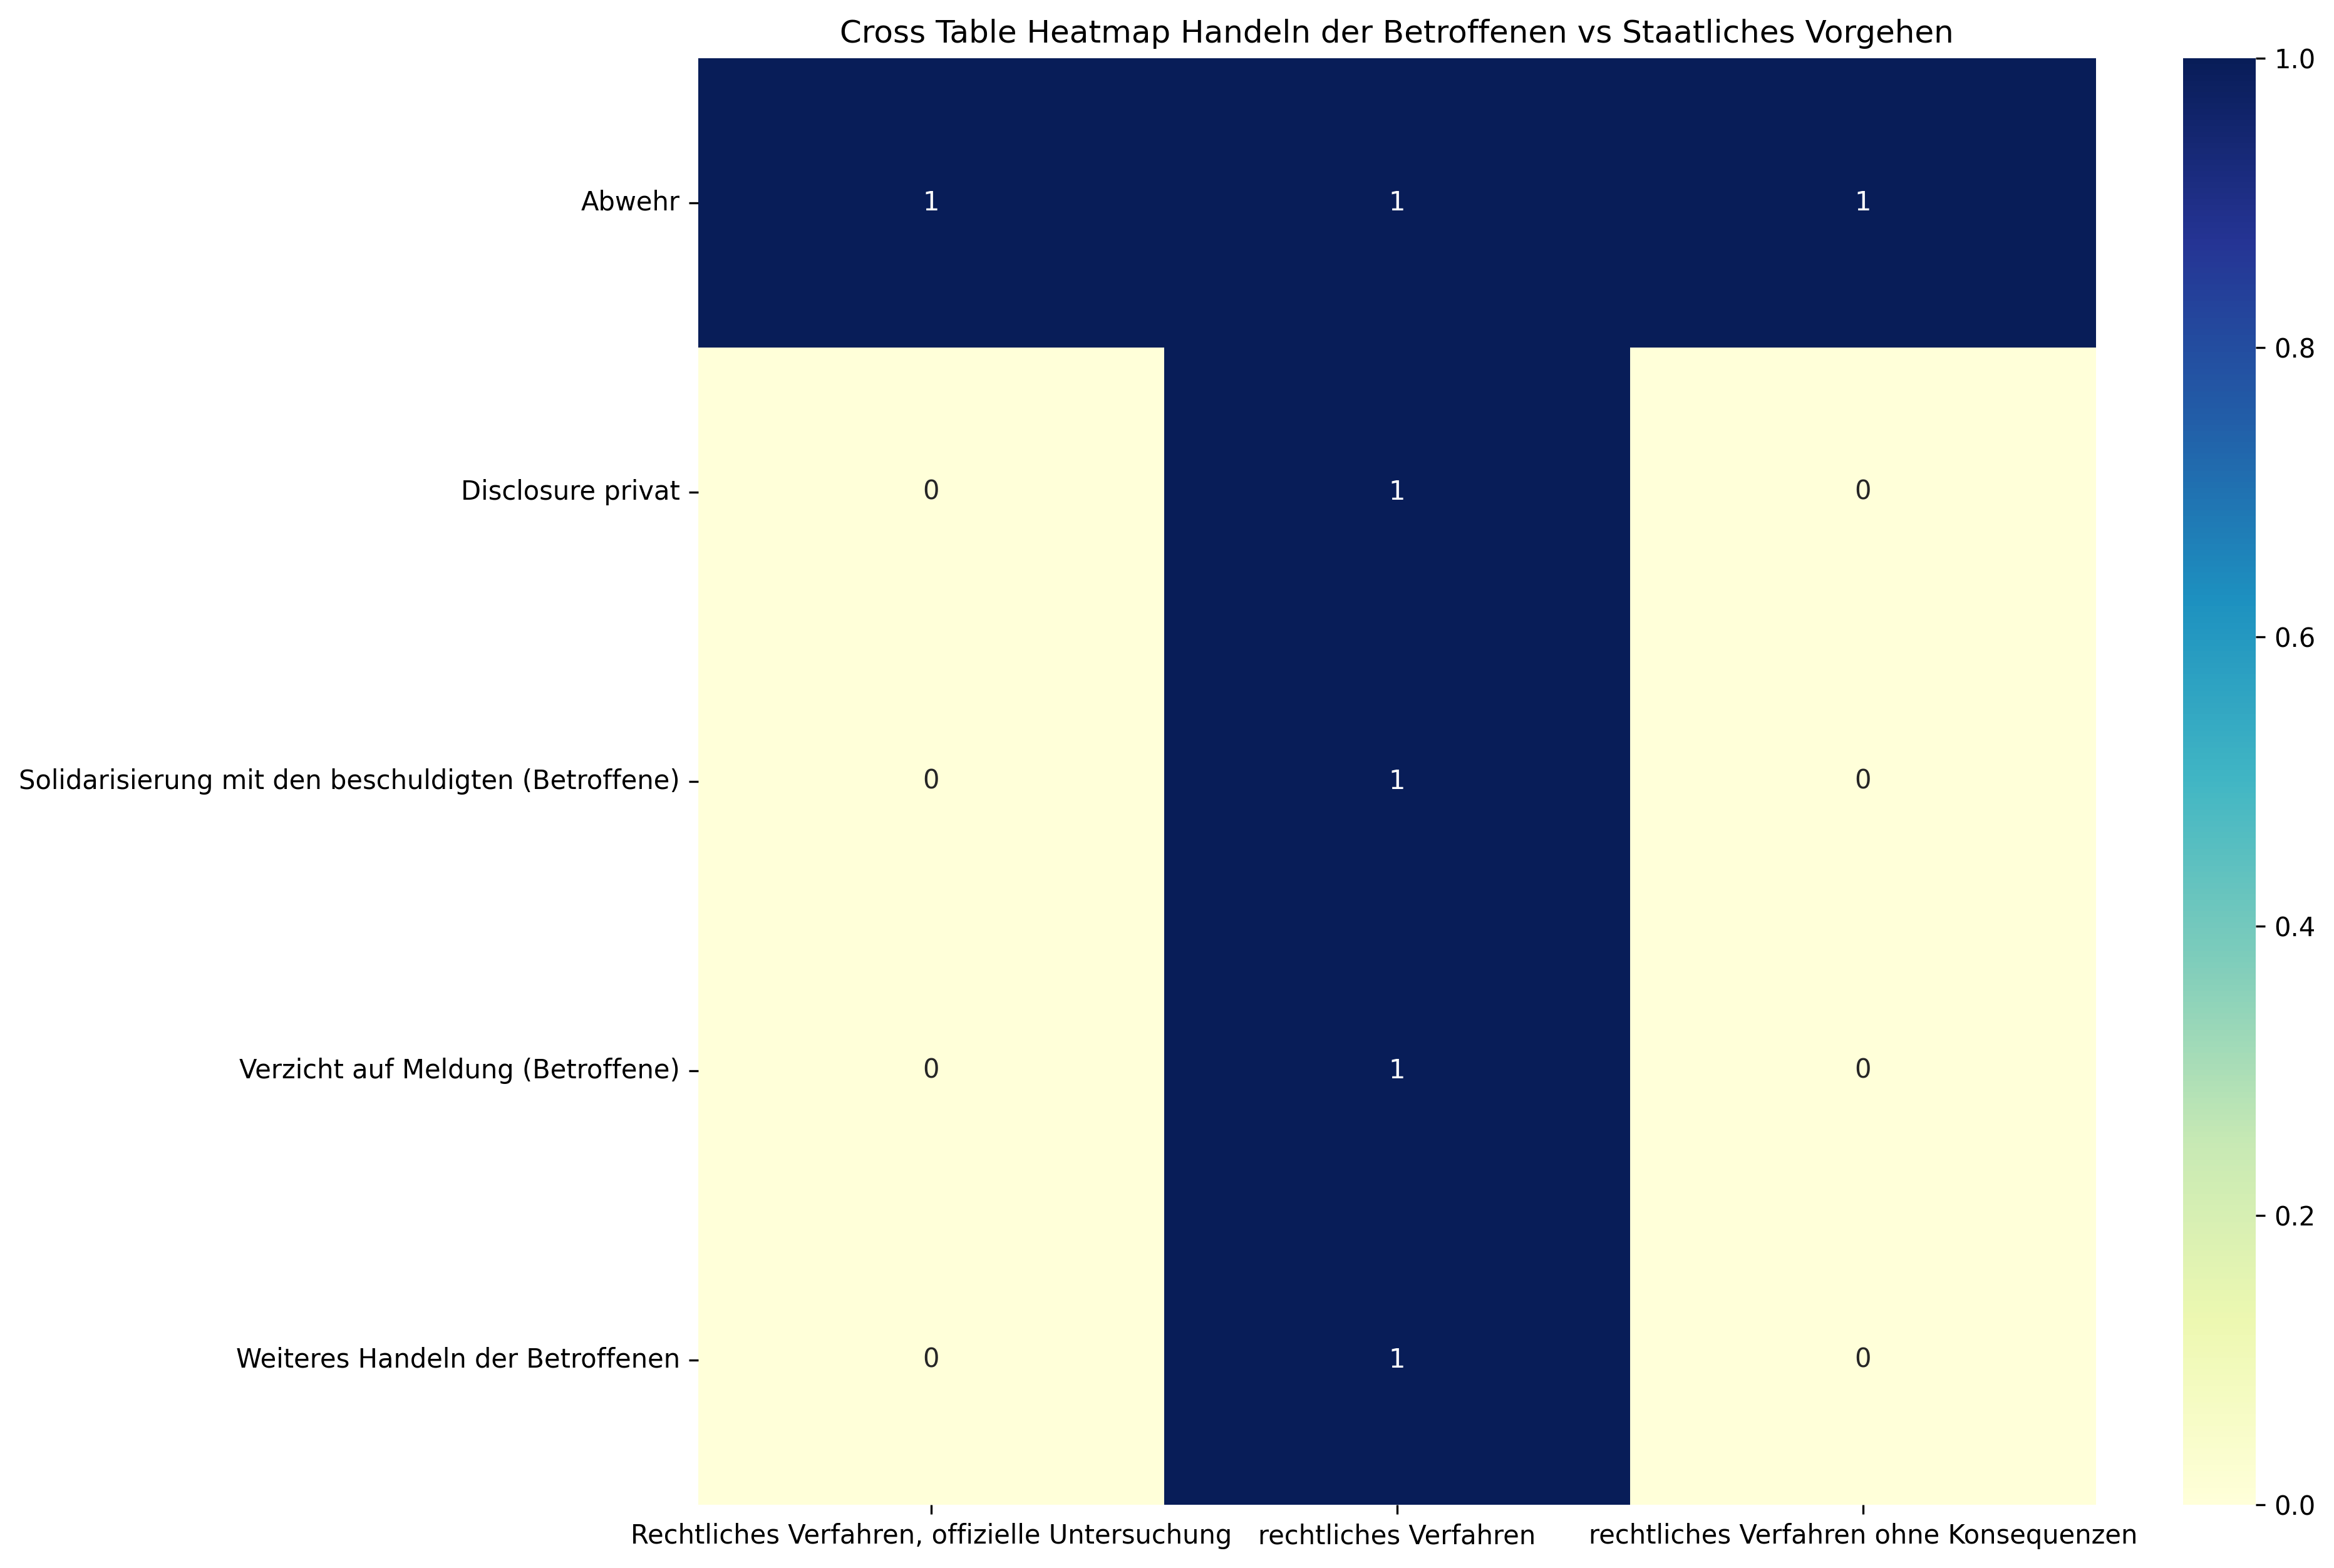 Cross Table Heatmap Handeln der Betroffenen vs Staatliches Vorgehen
Abwehr
1 1 1
Disclosure privat
0 1 0
Solidarisierung mit den beschuldigten (Betroffene)
0 1 0
Verzicht auf Meldung (Betroffene)
0 1 0
Weiteres Handeln der Betroffenen
0 1 0
Rechtliches Verfahren, offizielle Untersuchung
rechtliches Verfahren
rechtliches Verfahren ohne Konsequenzen
1.0
0.8
0.6
0.4
0.2
0.0